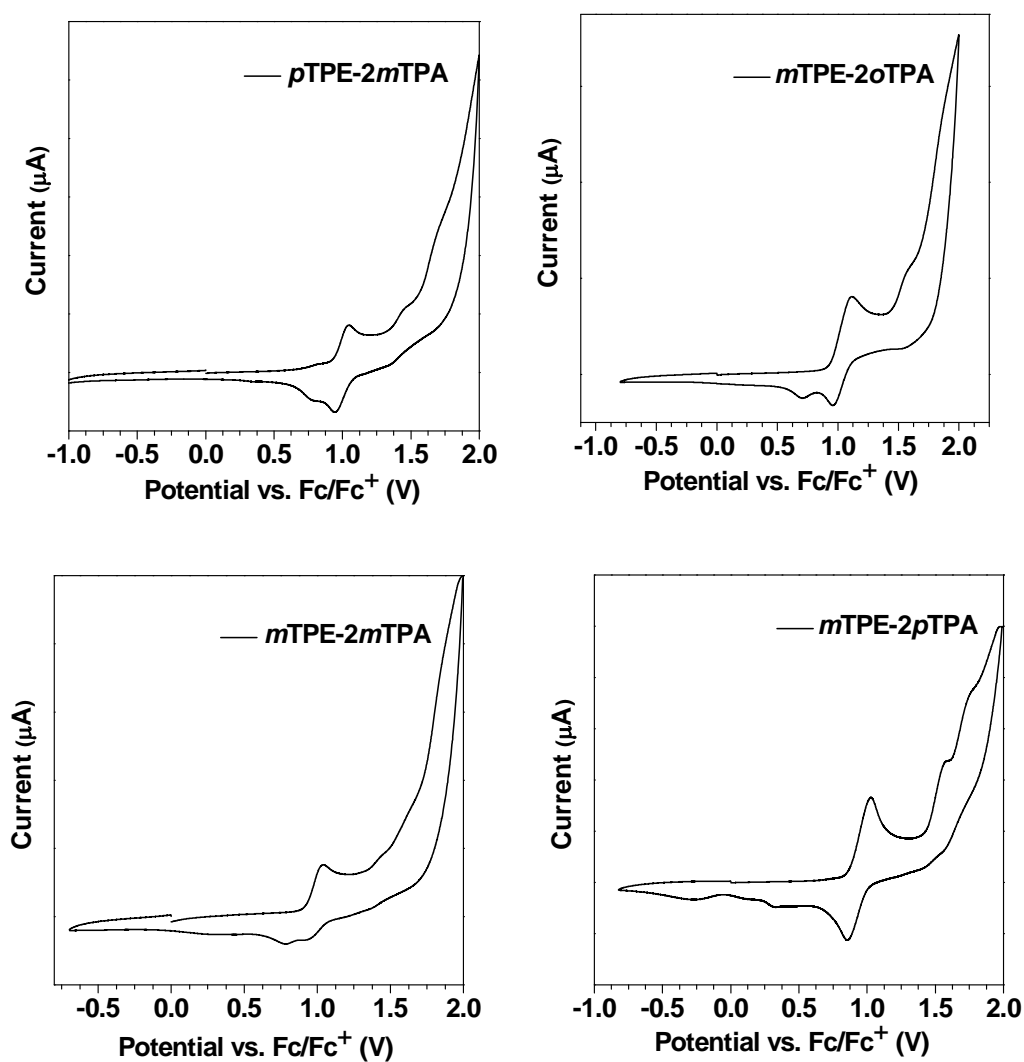 pTPE-2mTPA
Current (μA)
-1.0 -0.5 0.0 0.5 1.0 1.5 2.0
Potential vs. Fc/Fc+ (V)
mTPE-2oTPA
Current (μA)
-1.0 -0.5 0.0 0.5 1.0 1.5 2.0
Potential vs. Fc/Fc+ (V)
mTPE-2mTPA
Current (μA)
-0.5 0.0 0.5 1.0 1.5 2.0
Potential vs. Fc/Fc+ (V)
mTPE-2pTPA
Current (μA)
-1.0 -0.5 0.0 0.5 1.0 1.5 2.0
Potential vs. Fc/Fc+ (V)